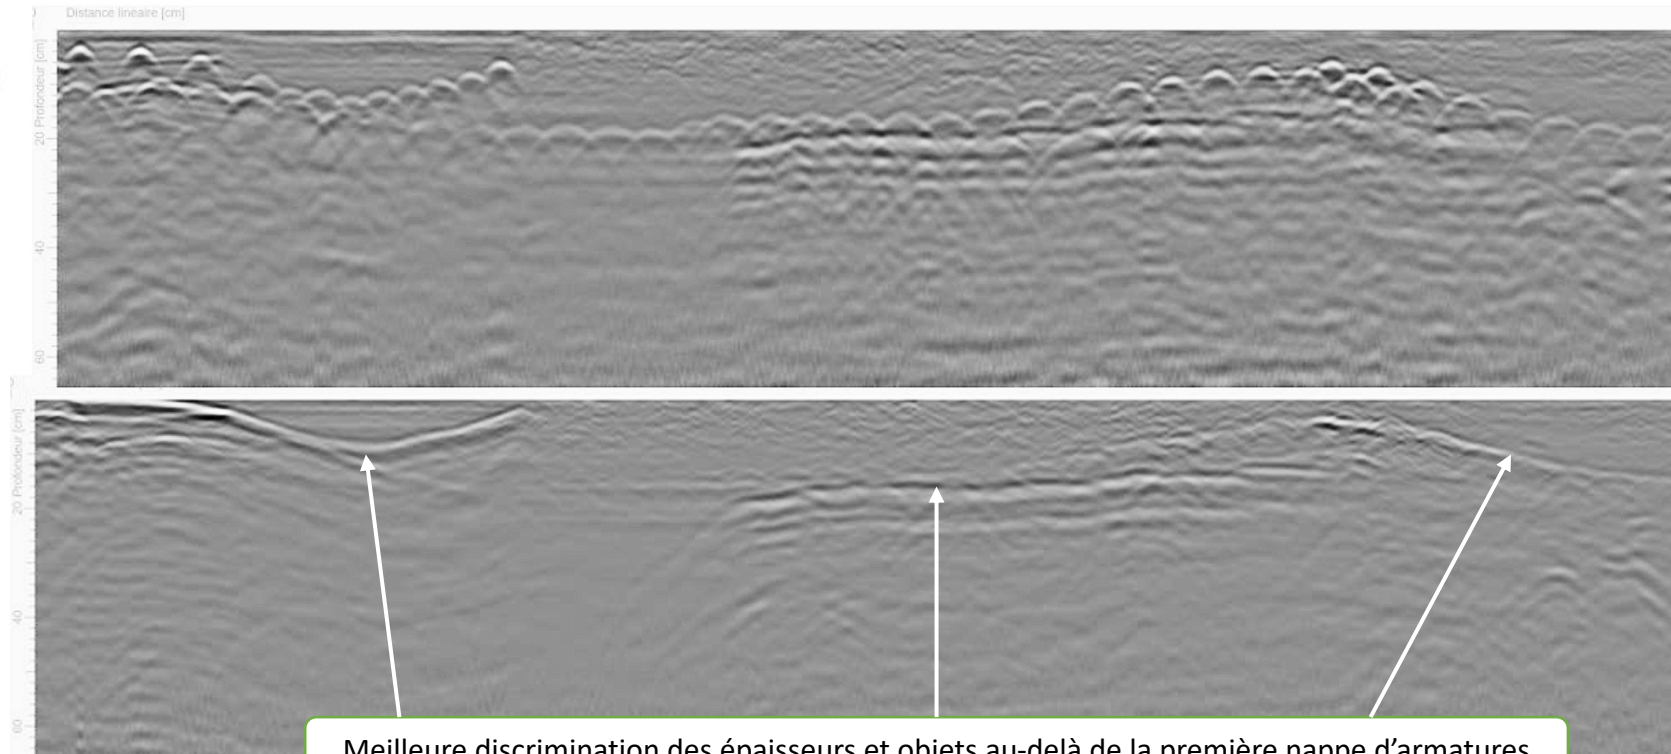 Distance linéaire [cm]
Profondeur [cm]
20
40
60
Profondeur [cm]
20
40
60
Meilleure discrimination des épaisseurs et objets au-delà de la première nappe d’armatures